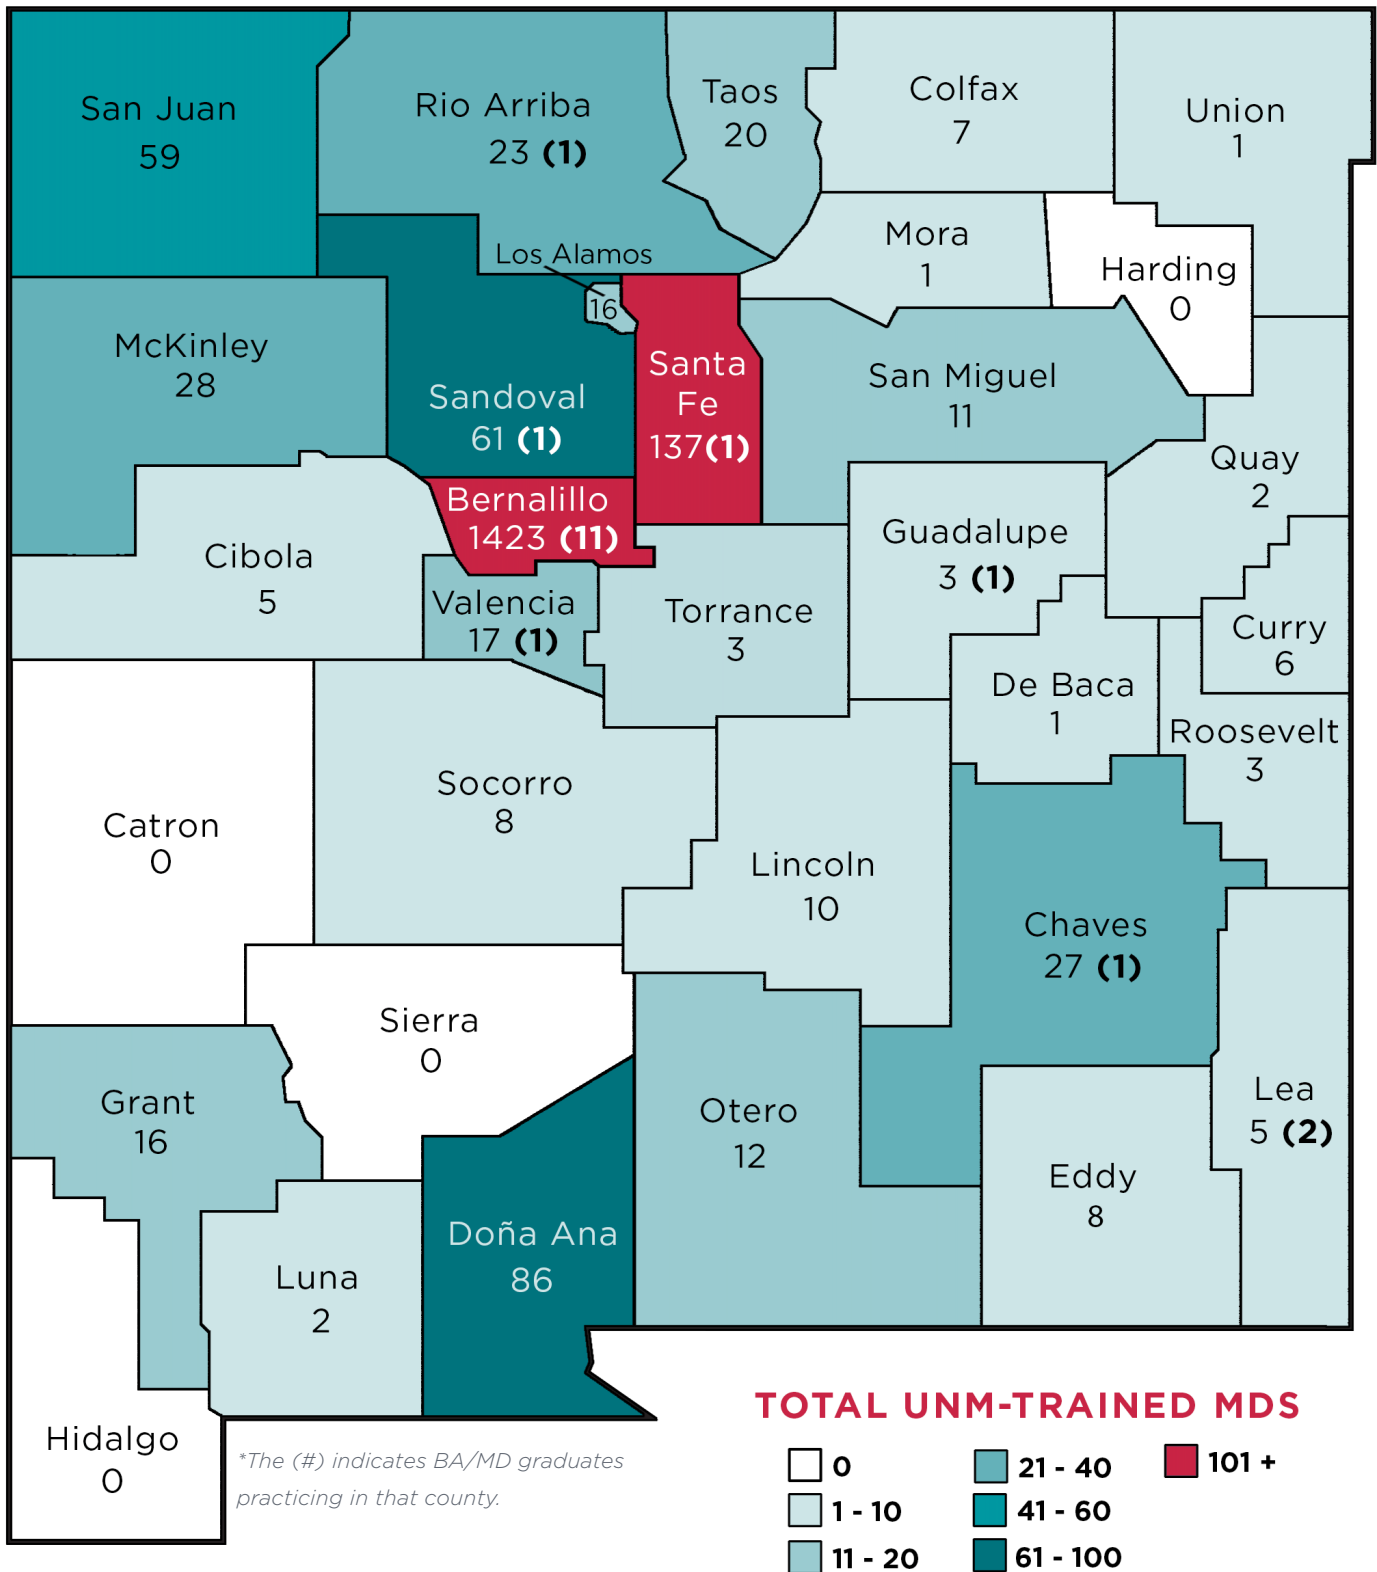 San Juan
59
Rio Arriba
23 (1)
Taos
20
Colfax
7
Union
1
Mora
1
Harding
0
Los Alamos
16
McKinley
28
Sandoval
61 (1)
Santa
Fe
137(1)
San Miguel
11
Quay
2
Bernalillo
1423 (11)
Cibola
5
Guadalupe
3 (1)
Valencia
17 (1)
Torrance
3
Curry
6
De Baca
1
Roosevelt
3
Catron
0
Socorro
8
Lincoln
10
Chaves
27 (1)
Sierra
0
Grant
16
Otero
12
Lea
5 (2)
Eddy
8
Doña Ana
86
Luna
2
Hidalgo
0
*The (#) indicates BA/MD graduates
practicing in that county.
TOTAL UNM-TRAINED MDS
0
1 - 10
11 - 20
21 - 40
41 - 60
61 - 100
101 +